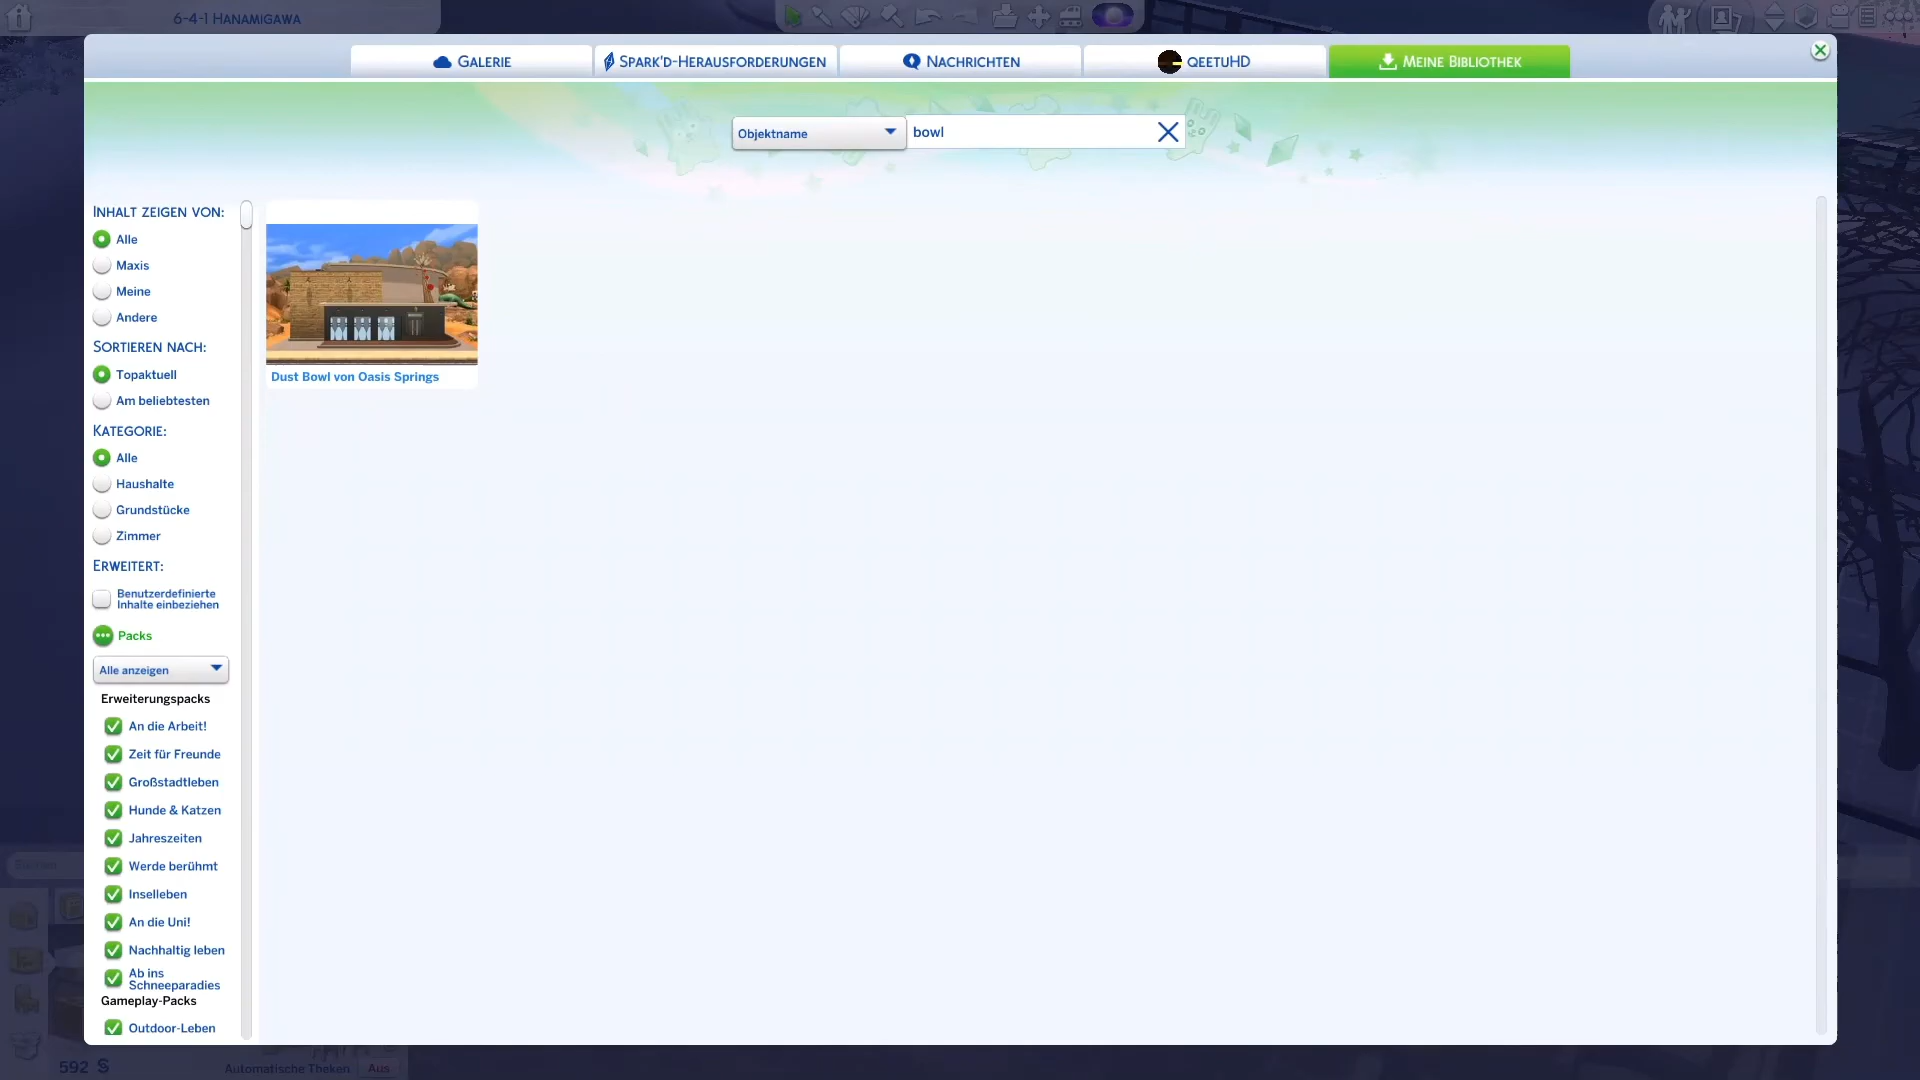 6-4-1 Hanamigawa
Galerie
Spark'd-Herausforderungen
Nachrichten
QeetuHD
Meine Bibliothek
Objektname
bowl
Inhalt zeigen von:
Alle
Maxis
Meine
Andere
Sortieren nach:
Topaktuell
Am beliebtesten
Kategorie:
Alle
Haushalte
Grundstücke
Zimmer
Erweitert:
Benutzerdefinierte
Inhalte einbeziehen
Packs
Alle anzeigen
Erweiterungspacks
An die Arbeit!
Zeit für Freunde
Großstadtleben
Hunde & Katzen
Jahreszeiten
Werde berühmt
Inselleben
An die Uni!
Nachhaltig leben
Ab ins
Schneeparadies
Gameplay-Packs
Outdoor-Leben
Dust Bowl von Oasis Springs
592 §
Automatische Theken Aus